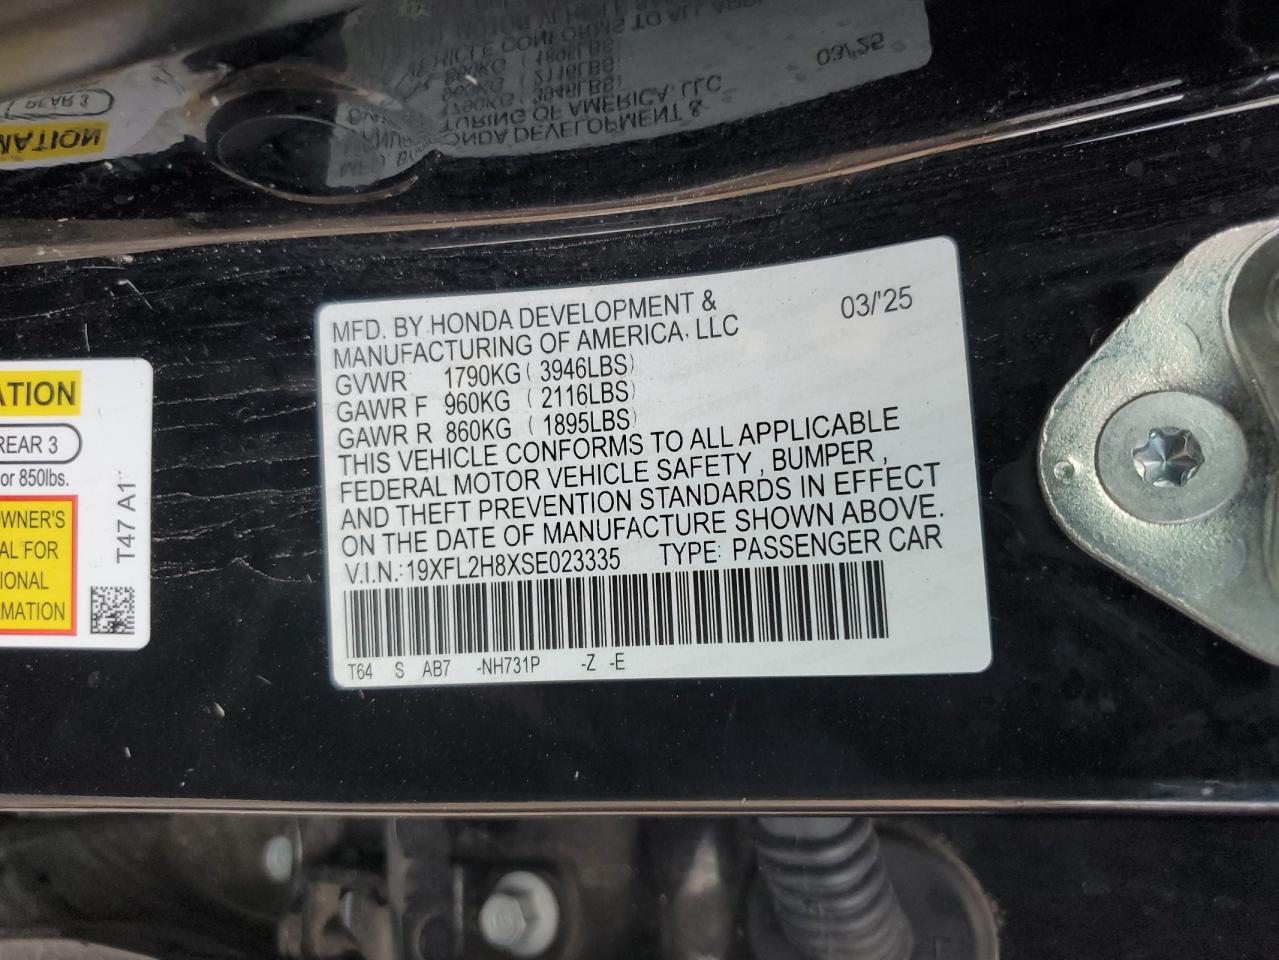 MFD. BY HONDA DEVELOPMENT &
MANUFACTURING OF AMERICA, LLC
03/'25
GVWR 1790KG ( 3946LBS)
GAWR F 960KG ( 2116LBS)
GAWR R 860KG ( 1895LBS)
THIS VEHICLE CONFORMS TO ALL APPLICABLE
FEDERAL MOTOR VEHICLE SAFETY , BUMPER ,
AND THEFT PREVENTION STANDARDS IN EFFECT
ON THE DATE OF MANUFACTURE SHOWN ABOVE.
V.I.N.: 19XFL2H8XSE023335 TYPE: PASSENGER CAR
T64 S AB7 -NH731P -Z -E
ATION
REAR 3
or 850lbs.
OWNER'S
AL FOR
IONAL
MATION
T47 A1